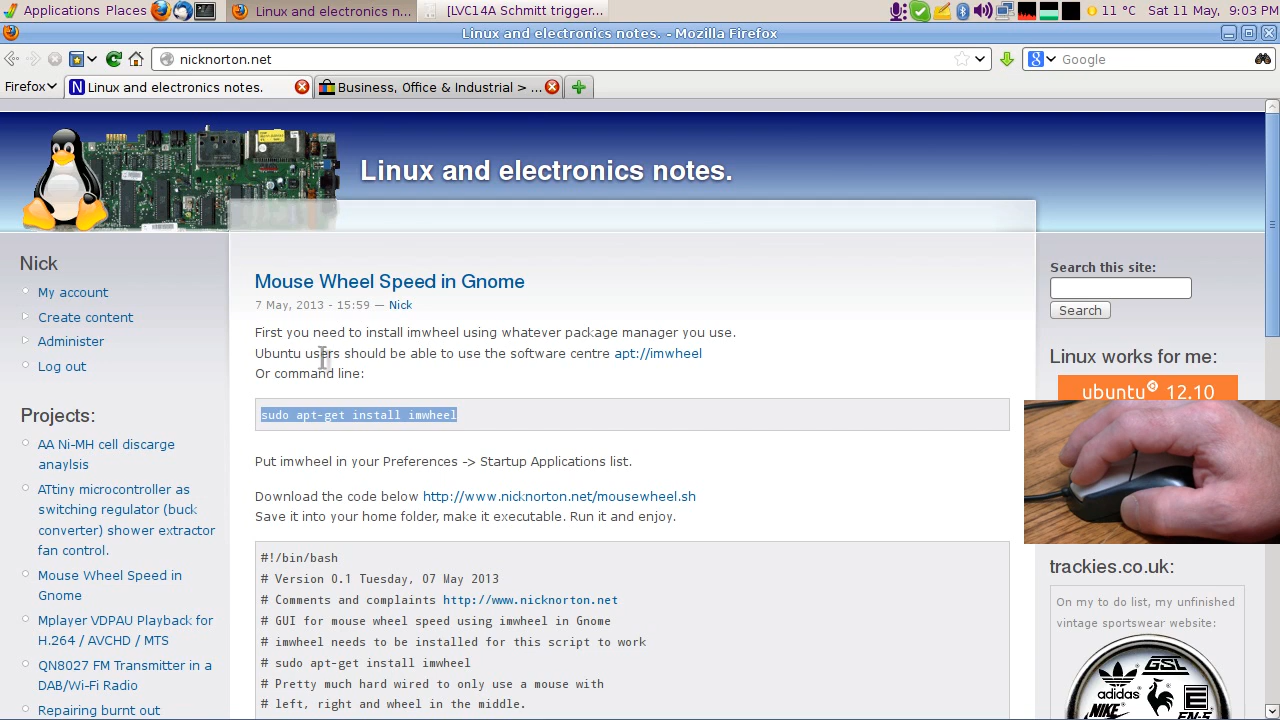 Applications Places
Linux and electronics n...
[LVC14A Schmitt trigger...
11 °C
Sat 11 May, 9:03 PM
Linux and electronics notes. - Mozilla Firefox
nicknorton.net
Google
Firefox
Linux and electronics notes.
Business, Office & Industrial > ...
Linux and electronics notes.
Nick
My account
Create content
Administer
Log out
Projects:
AA Ni-MH cell discarge
anaylsis
ATtiny microcontroller as
switching regulator (buck
converter) shower extractor
fan control.
Mouse Wheel Speed in
Gnome
Mplayer VDPAU Playback for
H.264 / AVCHD / MTS
QN8027 FM Transmitter in a
DAB/Wi-Fi Radio
Repairing burnt out
Mouse Wheel Speed in Gnome
7 May, 2013 - 15:59 — Nick
First you need to install imwheel using whatever package manager you use.
Ubuntu users should be able to use the software centre apt://imwheel
Or command line:
sudo apt-get install imwheel
Put imwheel in your Preferences -> Startup Applications list.
Download the code below http://www.nicknorton.net/mousewheel.sh
Save it into your home folder, make it executable. Run it and enjoy.
#!/bin/bash
# Version 0.1 Tuesday, 07 May 2013
# Comments and complaints http://www.nicknorton.net
# GUI for mouse wheel speed using imwheel in Gnome
# imwheel needs to be installed for this script to work
# sudo apt-get install imwheel
# Pretty much hard wired to only use a mouse with
# left, right and wheel in the middle.
Search this site:
Search
Linux works for me:
ubuntu 12.10
trackies.co.uk:
On my to do list, my unfinished
vintage sportswear website:
GSL
adidas
NIKE